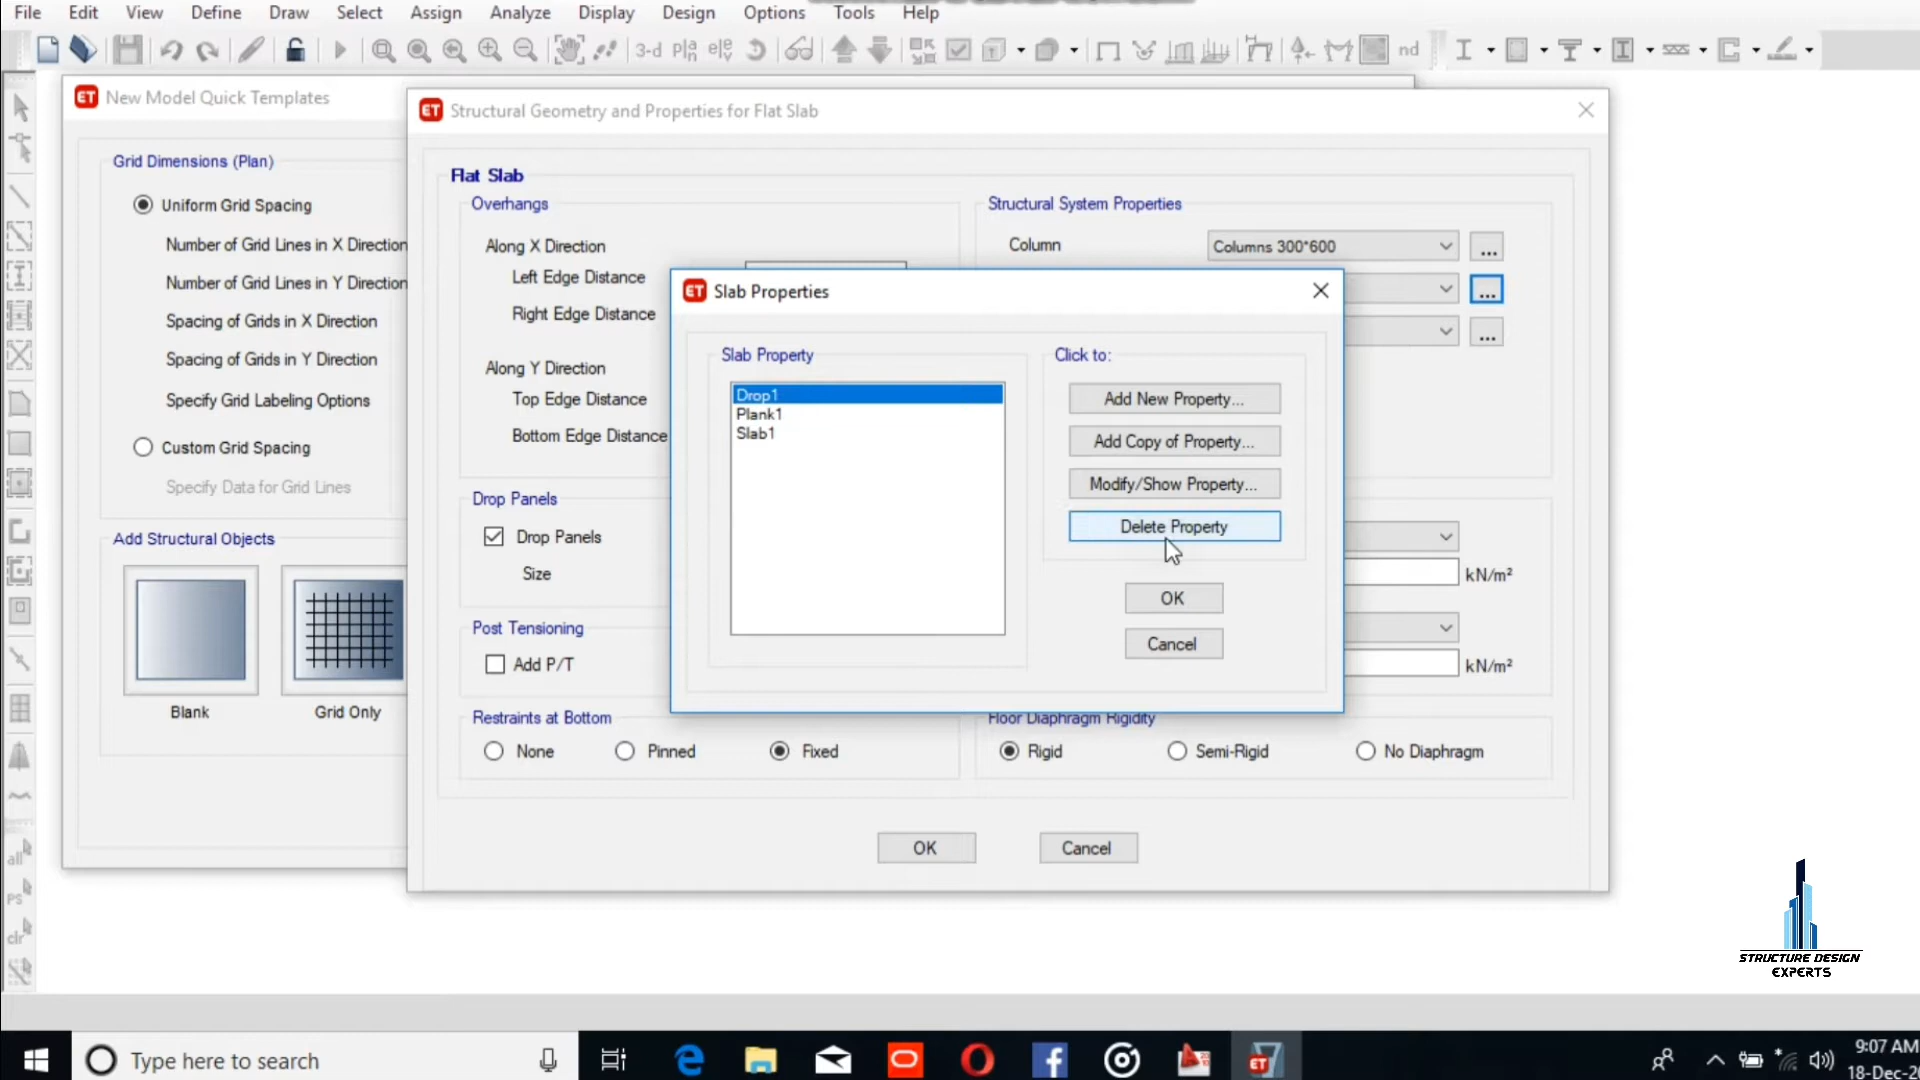 File Edit View Define Draw Select Assign Analyze Display Design Options Tools Help
3-d Plan elev nd
New Model Quick Templates
Grid Dimensions (Plan)
Uniform Grid Spacing
Number of Grid Lines in X Direction
Number of Grid Lines in Y Direction
Spacing of Grids in X Direction
Spacing of Grids in Y Direction
Specify Grid Labeling Options
Custom Grid Spacing
Specify Data for Grid Lines
Add Structural Objects
Blank
Grid Only
Structural Geometry and Properties for Flat Slab
Flat Slab
Overhangs
Along X Direction
Left Edge Distance
Right Edge Distance
Along Y Direction
Top Edge Distance
Bottom Edge Distance
Structural System Properties
Column
Columns 300*600
...
...
...
Drop Panels
Drop Panels
Size
Post Tensioning
Add P/T
kN/m²
kN/m²
Restraints at Bottom
None
Pinned
Fixed
Floor Diaphragm Rigidity
Rigid
Semi-Rigid
No Diaphragm
OK
Cancel
Slab Properties
Slab Property
Drop1
Plank1
Slab1
Click to:
Add New Property...
Add Copy of Property...
Modify/Show Property...
Delete Property
OK
Cancel
all
ps
clr
STRUCTURE DESIGN
EXPERTS
Type here to search
9:07 AM